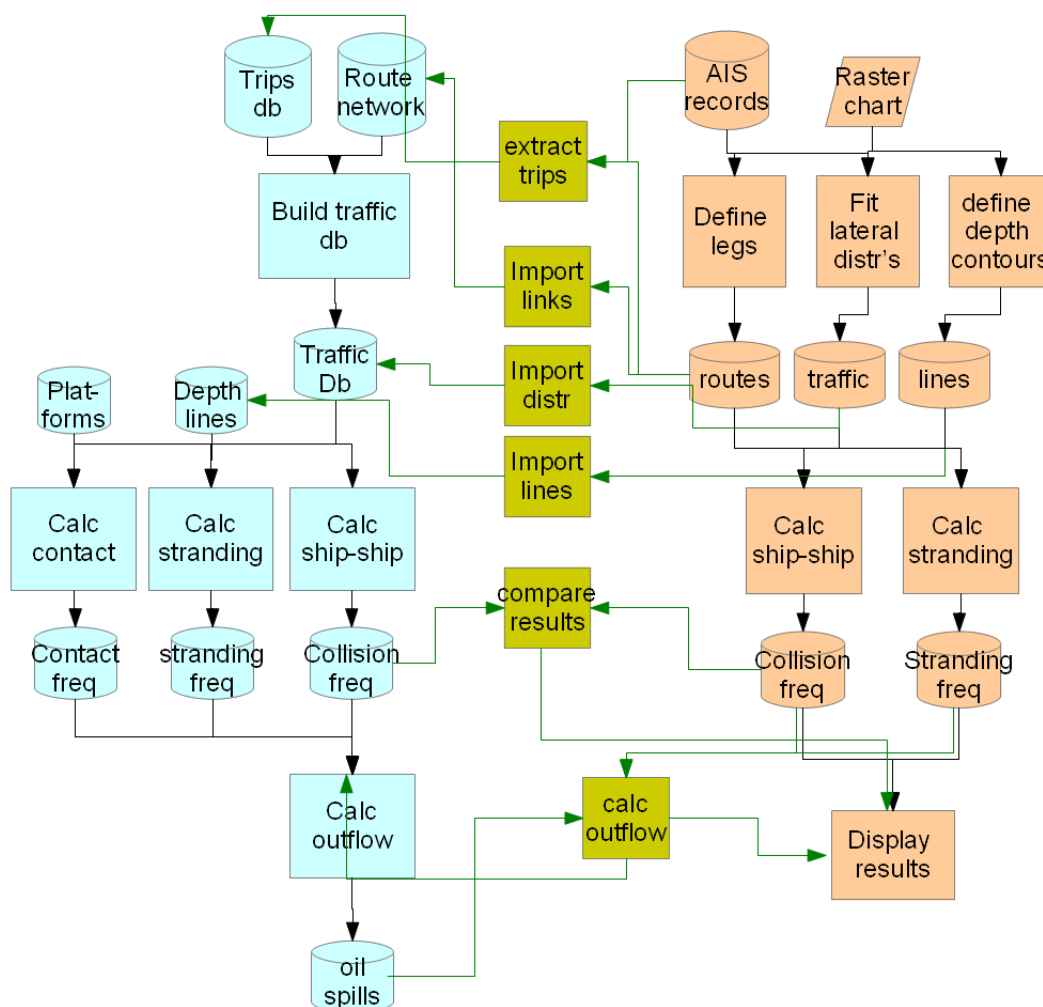 Trips
db
Route
network
AIS
records
Raster
chart
extract
trips
Build traffic
db
Define
legs
Fit
lateral
distr's
define
depth
contours
Import
links
Traffic
Db
Plat-
forms
Depth
lines
Import
distr
routes
traffic
lines
Import
lines
Calc
contact
Calc
stranding
Calc
ship-ship
Calc
ship-ship
Calc
stranding
compare
results
Contact
freq
stranding
freq
Collision
freq
Collision
freq
Stranding
freq
Calc
outflow
calc
outflow
Display
results
oil
spills